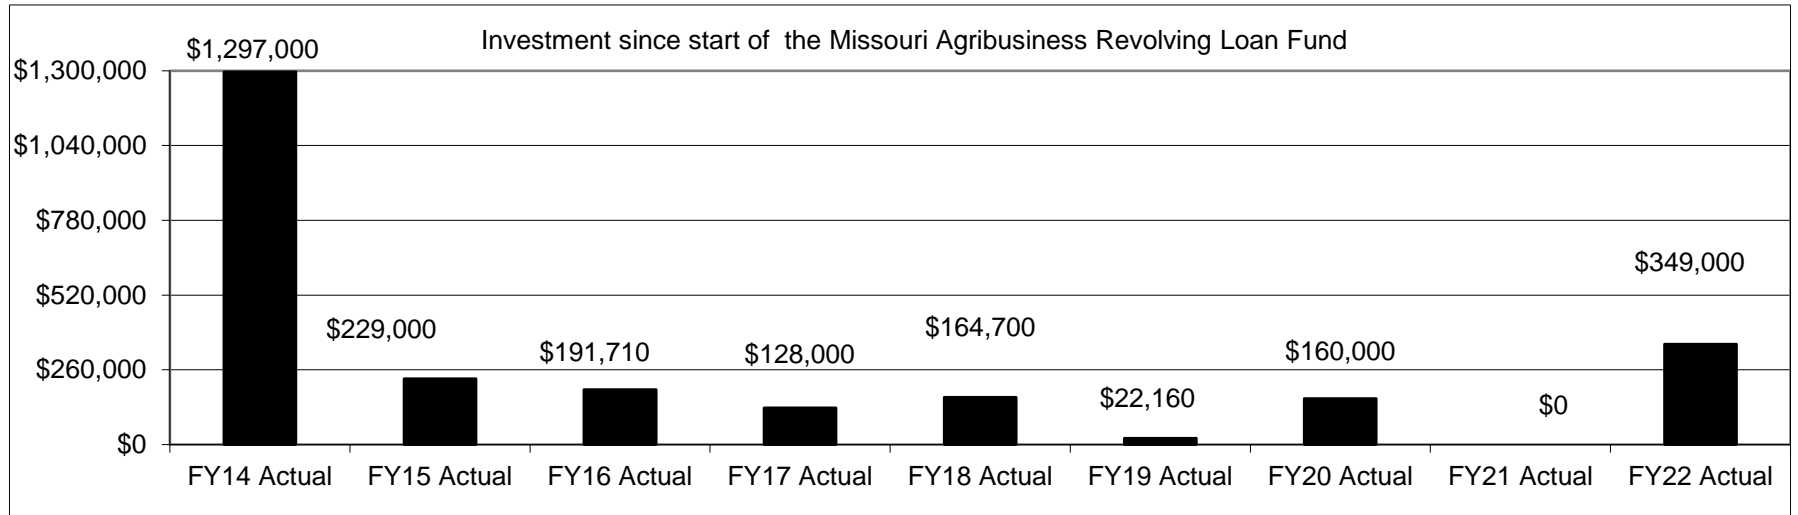 Investment since start of  the Missouri Agribusiness Revolving Loan Fund
$1,297,000
$1,300,000
$1,040,000
$780,000
$520,000
$260,000
$0
$229,000
$191,710
$128,000
$164,700
$22,160
$160,000
$0
$349,000
FY14 Actual
FY15 Actual
FY16 Actual
FY17 Actual
FY18 Actual
FY19 Actual
FY20 Actual
FY21 Actual
FY22 Actual